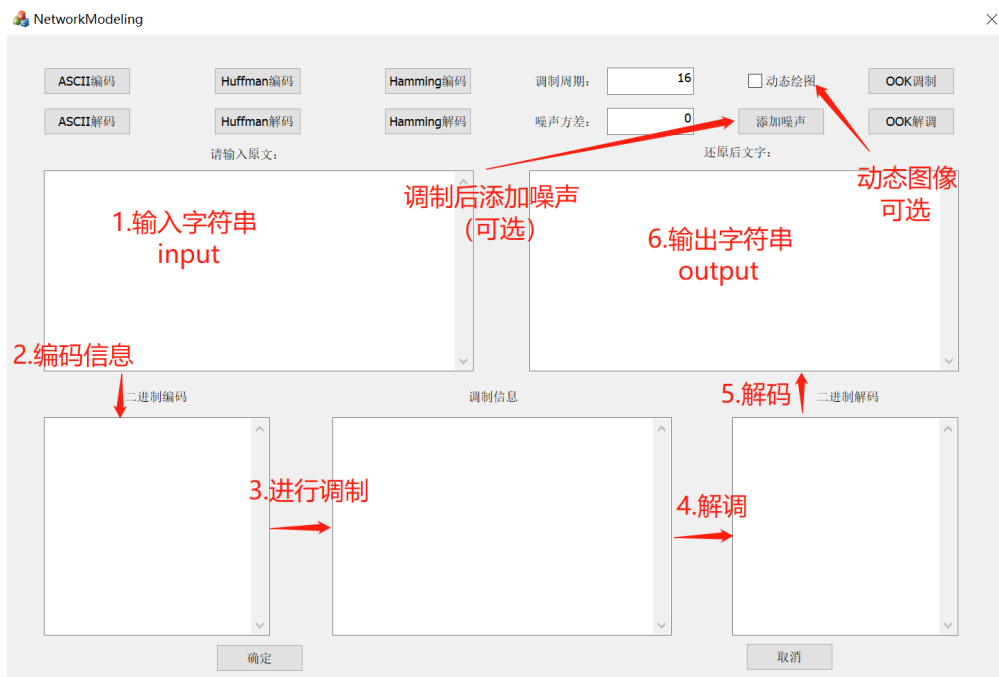 NetworkModeling
ASCII编码
Huffman编码
Hamming编码
调制周期:
16
动态绘图
OOK调制
ASCII解码
Huffman解码
Hamming解码
噪声方差:
0
添加噪声
OOK解调
请输入原文:
还原后文字:
1.输入字符串
input
调制后添加噪声
(可选)
动态图像
可选
6.输出字符串
output
2.编码信息
二进制编码
调制信息
5.解码
二进制解码
3.进行调制
4.解调
确定
取消